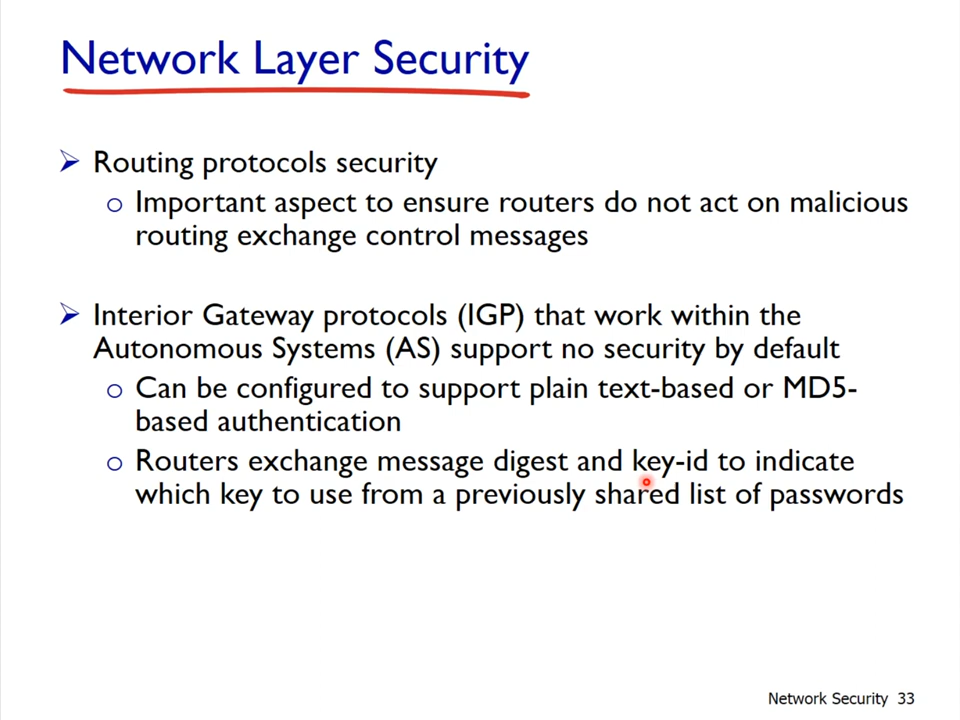 Network Layer Security
Routing protocols security
Important aspect to ensure routers do not act on malicious
routing exchange control messages
Interior Gateway protocols (IGP) that work within the
Autonomous Systems (AS) support no security by default
Can be configured to support plain text-based or MD5-
based authentication
Routers exchange message digest and key-id to indicate
which key to use from a previously shared list of passwords
Network Security 33